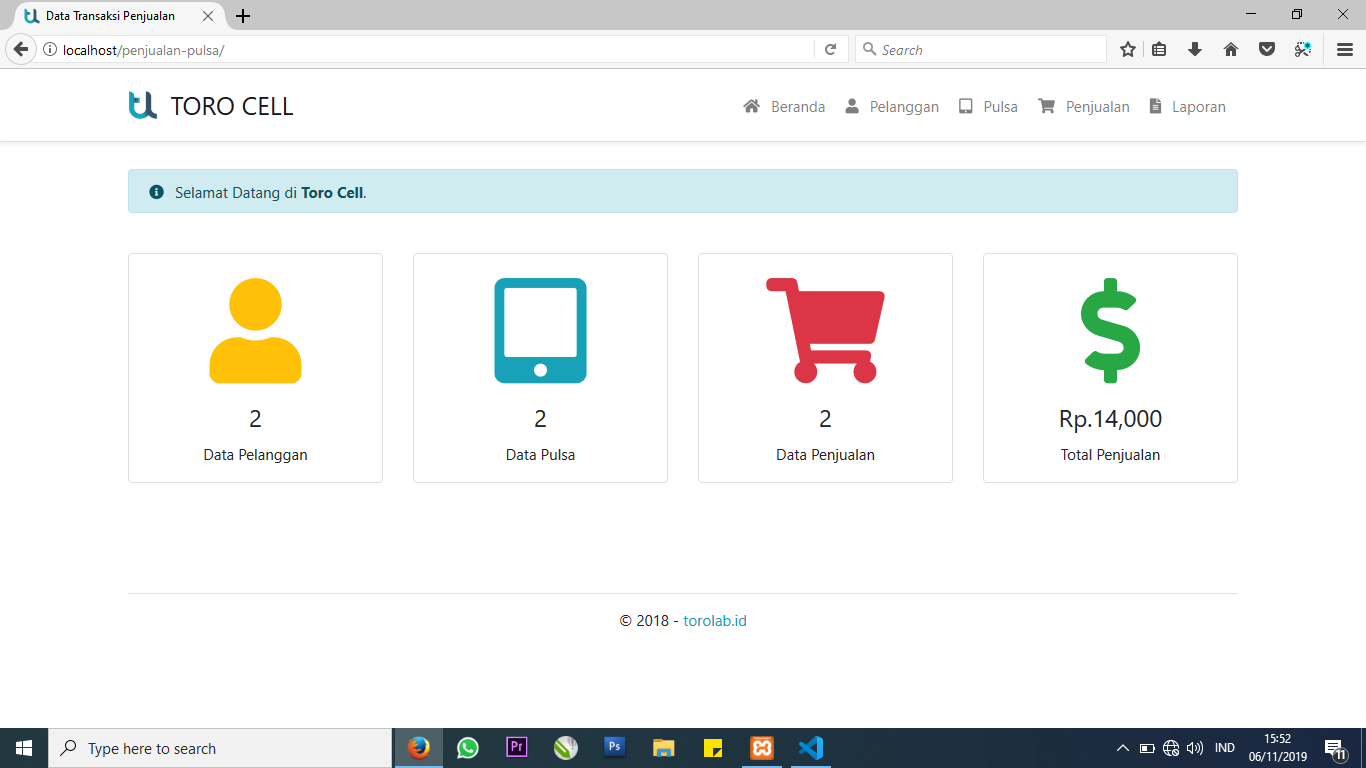 Data Transaksi Penjualan
localhost/penjualan-pulsa/
Search
TORO CELL
Beranda Pelanggan Pulsa Penjualan Laporan
Selamat Datang di Toro Cell.
2
Data Pelanggan
2
Data Pulsa
2
Data Penjualan
Rp.14,000
Total Penjualan
© 2018 - torolab.id
Type here to search
Pr
Ps
IND
15:52
06/11/2019
11